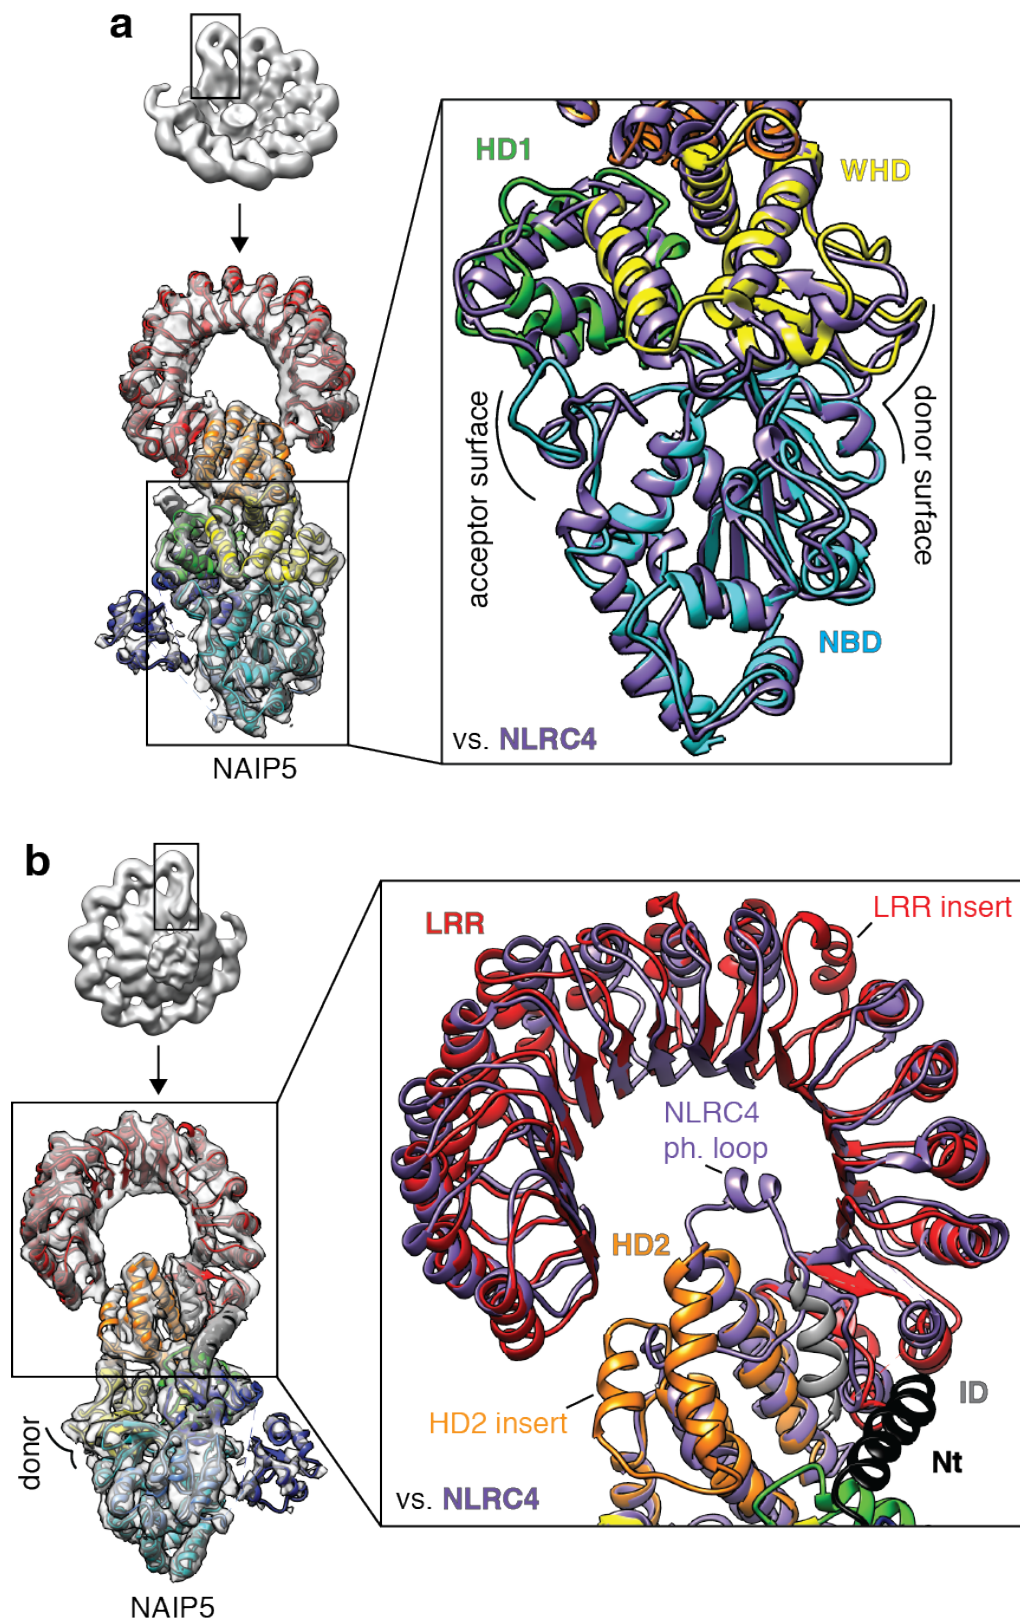 a
HD1
WHD
acceptor surface
donor surface
NBD
vs. NLRC4
NAIP5
b
LRR
LRR insert
NLRC4
ph. loop
HD2
HD2 insert
ID
Nt
donor
vs. NLRC4
NAIP5